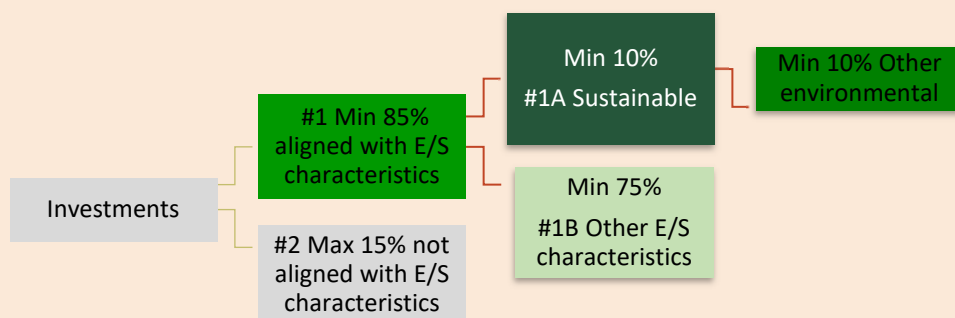 Investments
#1 Min 85%
aligned with E/S
characteristics
#2 Max 15% not
aligned with E/S
characteristics
Min 10%
#1A Sustainable
Min 75%
#1B Other E/S
characteristics
Min 10% Other
environmental